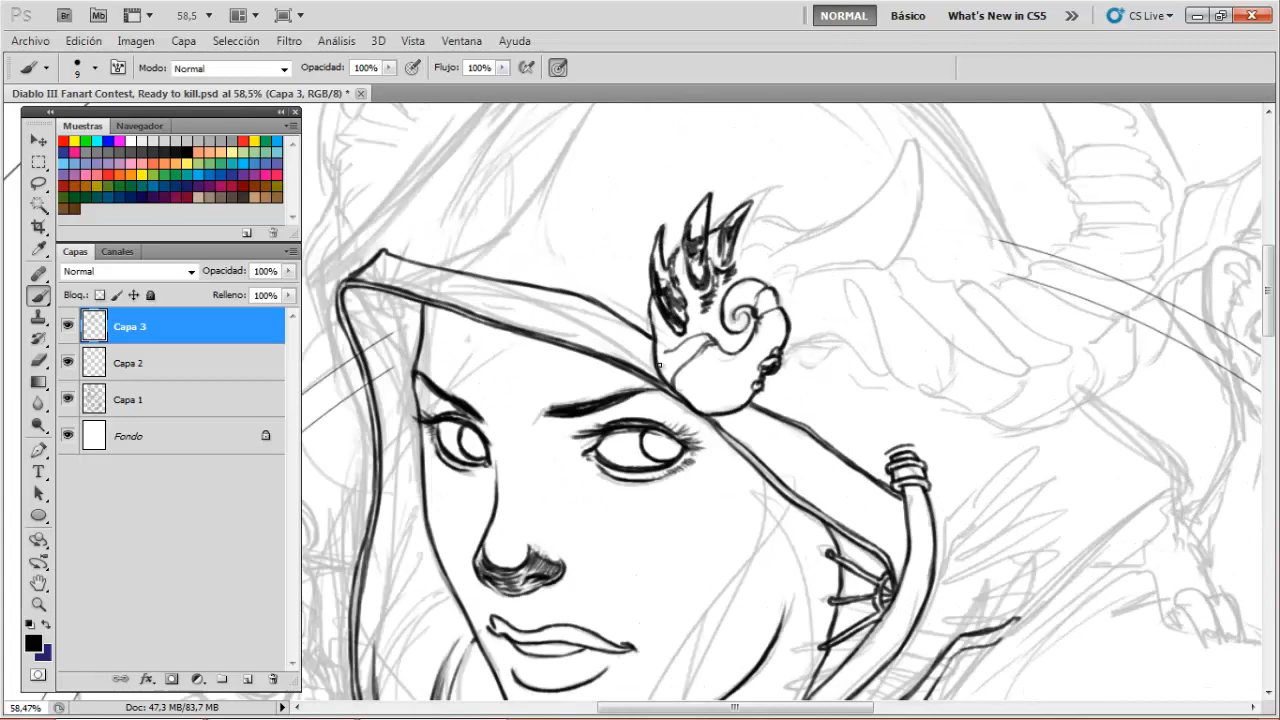 Ps Br Mb 58,5 NORMAL Básico What's New in CS5 CS Live
Archivo Edición Imagen Capa Selección Filtro Análisis 3D Vista Ventana Ayuda
9 Modo: Normal Opacidad: 100% Flujo: 100%
Diablo III Fanart Contest, Ready to kill.psd al 58,5% (Capa 3, RGB/8) *
Muestras Navegador
Capas Canales
Normal Opacidad: 100%
Bloq.: Relleno: 100%
Capa 3
Capa 2
Capa 1
Fondo
58,47% Doc: 47,3 MB/83,7 MB